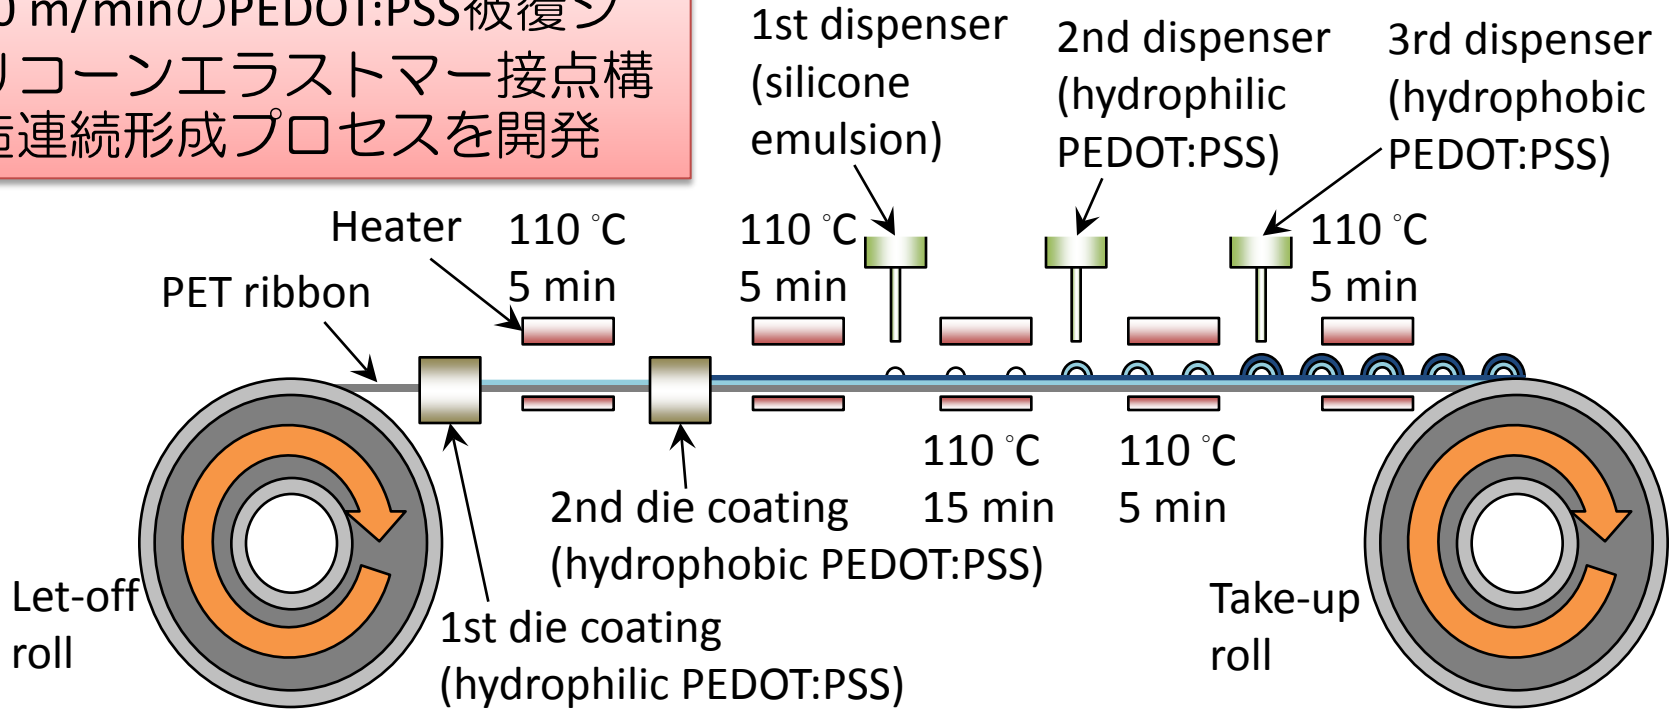 0 m/minのPEDOT:PSS被覆シ
リコーンエラストマー接点構
造連続形成プロセスを開発
1st dispenser
(silicone
emulsion)
2nd dispenser
(hydrophilic
PEDOT:PSS)
3rd dispenser
(hydrophobic
PEDOT:PSS)
Heater
110 °C
5 min
110 °C
5 min
110 °C
5 min
PET ribbon
110 °C
15 min
110 °C
5 min
2nd die coating
(hydrophobic PEDOT:PSS)
Let-off
roll
1st die coating
(hydrophilic PEDOT:PSS)
Take-up
roll